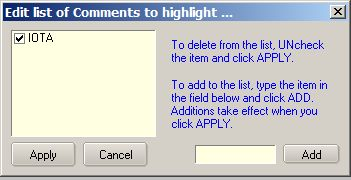 Edit list of Comments to highlight ...
IOTA
To delete from the list, UNcheck
the item and click APPLY.
To add to the list, type the item in
the field below and click ADD.
Additions take effect when you
click APPLY.
Apply
Cancel
Add